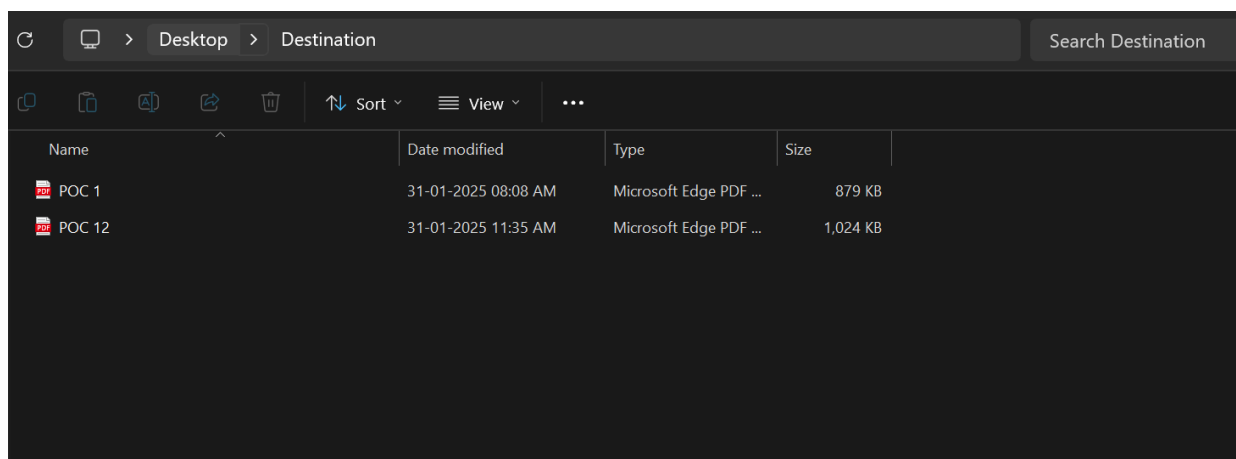 > Desktop > Destination Search Destination
Sort View ...
Name Date modified Type Size
PDF POC 1 31-01-2025 08:08 AM Microsoft Edge PDF ... 879 KB
PDF POC 12 31-01-2025 11:35 AM Microsoft Edge PDF ... 1,024 KB